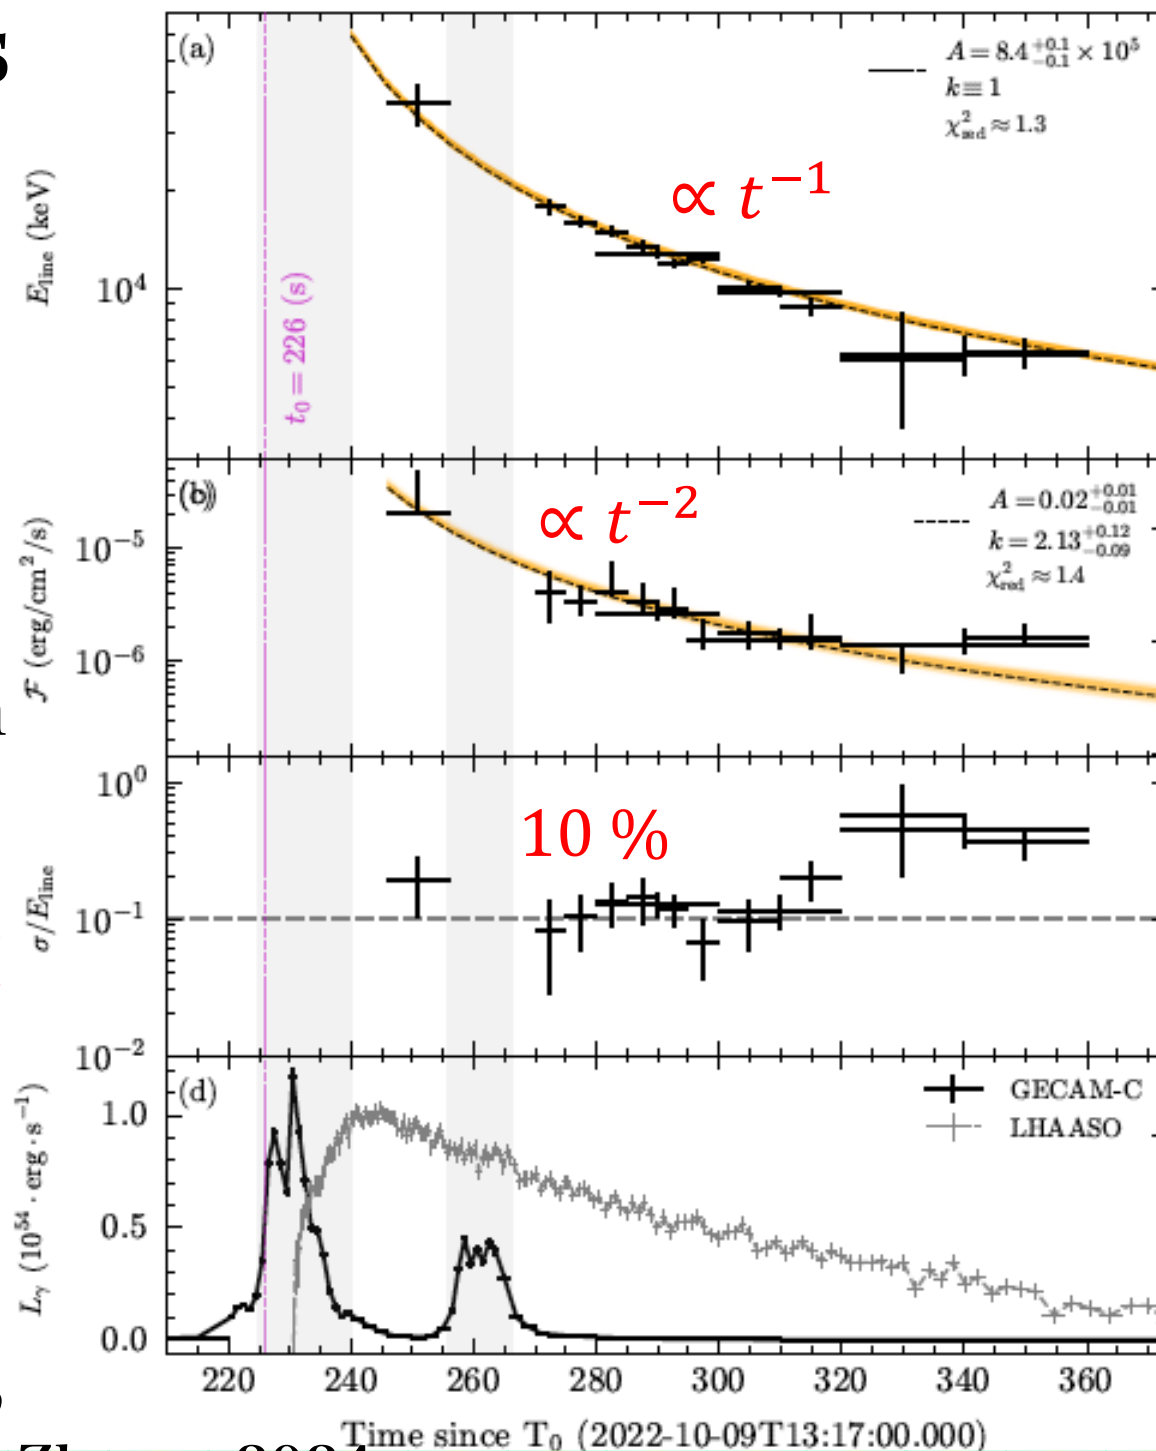 (a)
A = 8.4^{+0.1}_{-0.1} × 10^5
k ≡ 1
χ²_red ≈ 1.3
∝ t^{-1}
E_line (keV)
10^4
t_0 = 226 (s)
(b))
A = 0.02^{+0.01}_{-0.01}
k = 2.13^{+0.12}_{-0.09}
χ²_red ≈ 1.4
∝ t^{-2}
F (erg/cm²/s)
10^{-5}
10^{-6}
10^0
10 %
σ/E_line
10^{-1}
10^{-2}
(d)
GECAM-C
LHAASO
L_γ (10^{54} · erg · s^{-1})
1.0
0.5
0.0
220 240 260 280 300 320 340 360
Time since T_0 (2022-10-09T13:17:00.000)